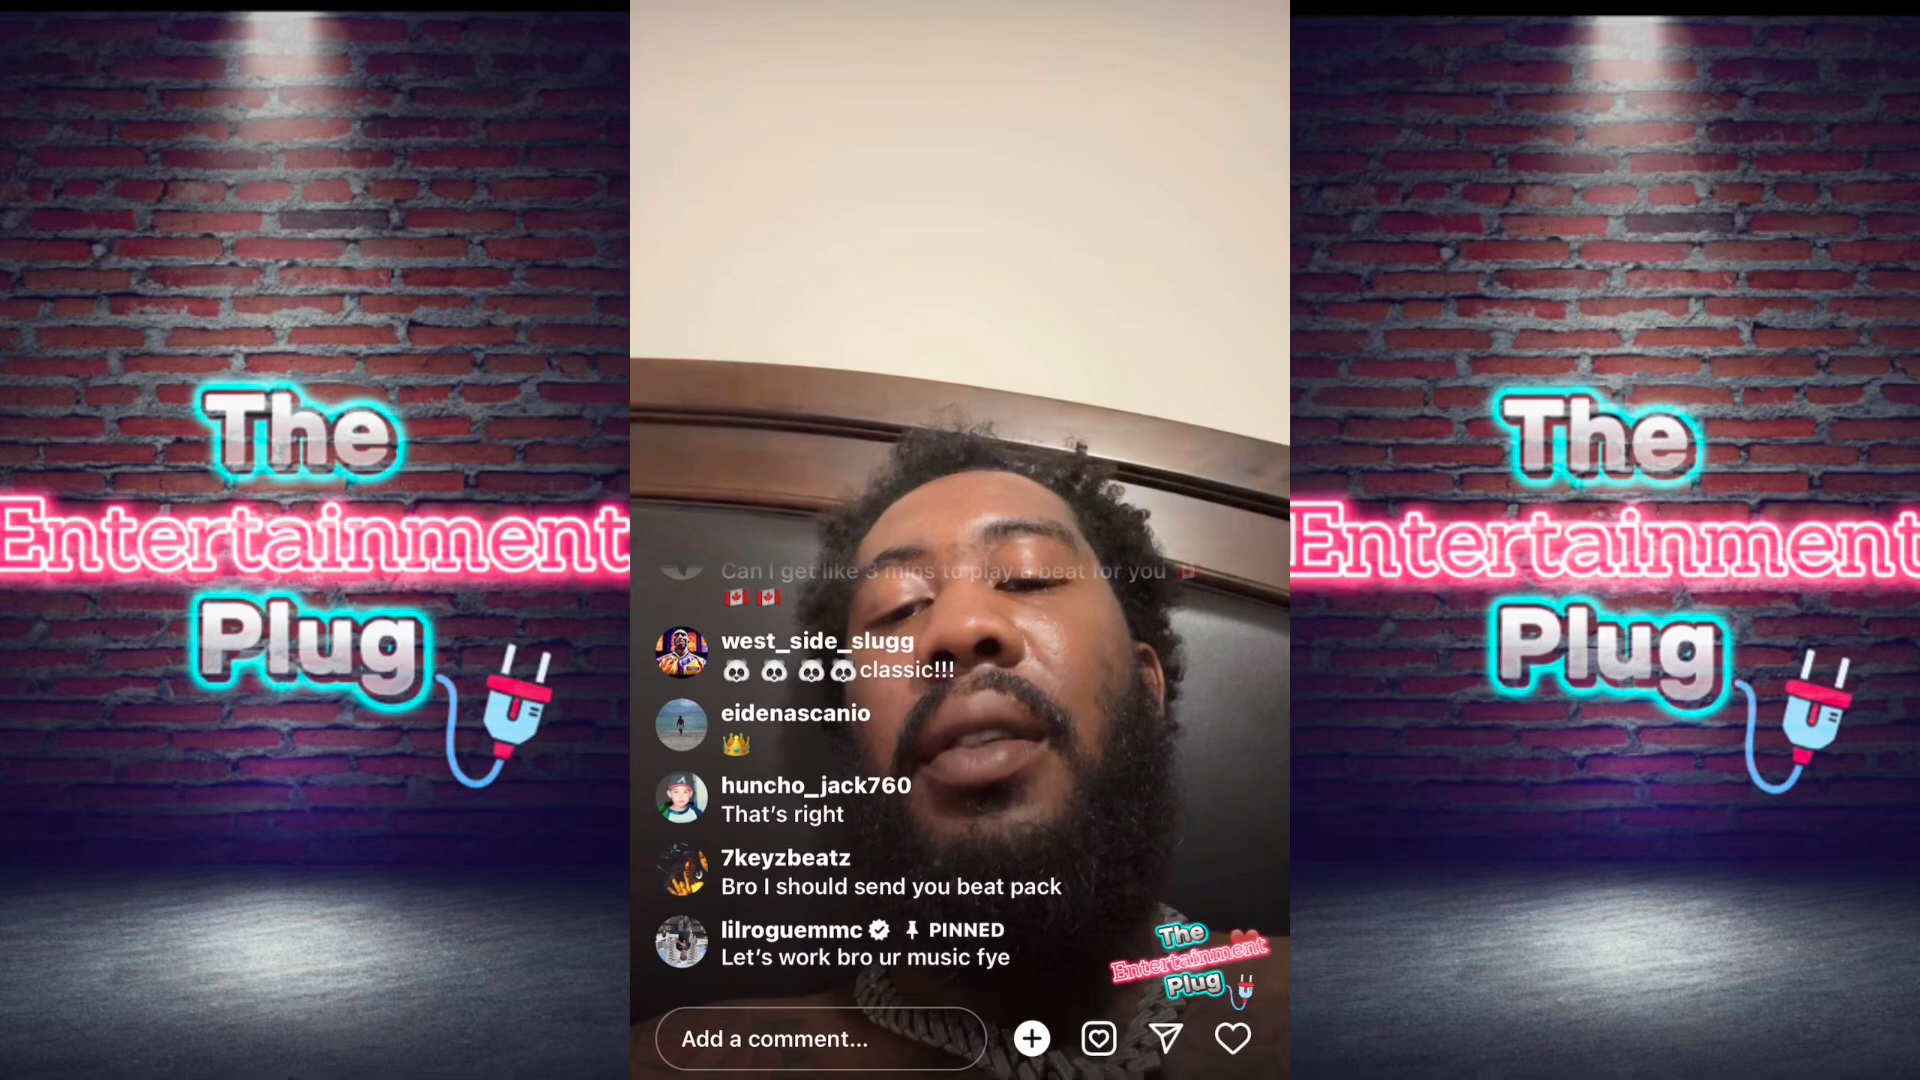 The
Entertainment
Plug
Can I get like 3 mins to play a beat for you 🇨🇦
🇨🇦 🇨🇦
west_side_slugg
🐼 🐼 🐼 🐼classic!!!
eidenascanio
👑
huncho_jack760
That’s right
7keyzbeatz
Bro I should send you beat pack
lilroguemmc PINNED
Let’s work bro ur music fye
Add a comment...
The
Entertainment
Plug
The
Entertainment
Plug